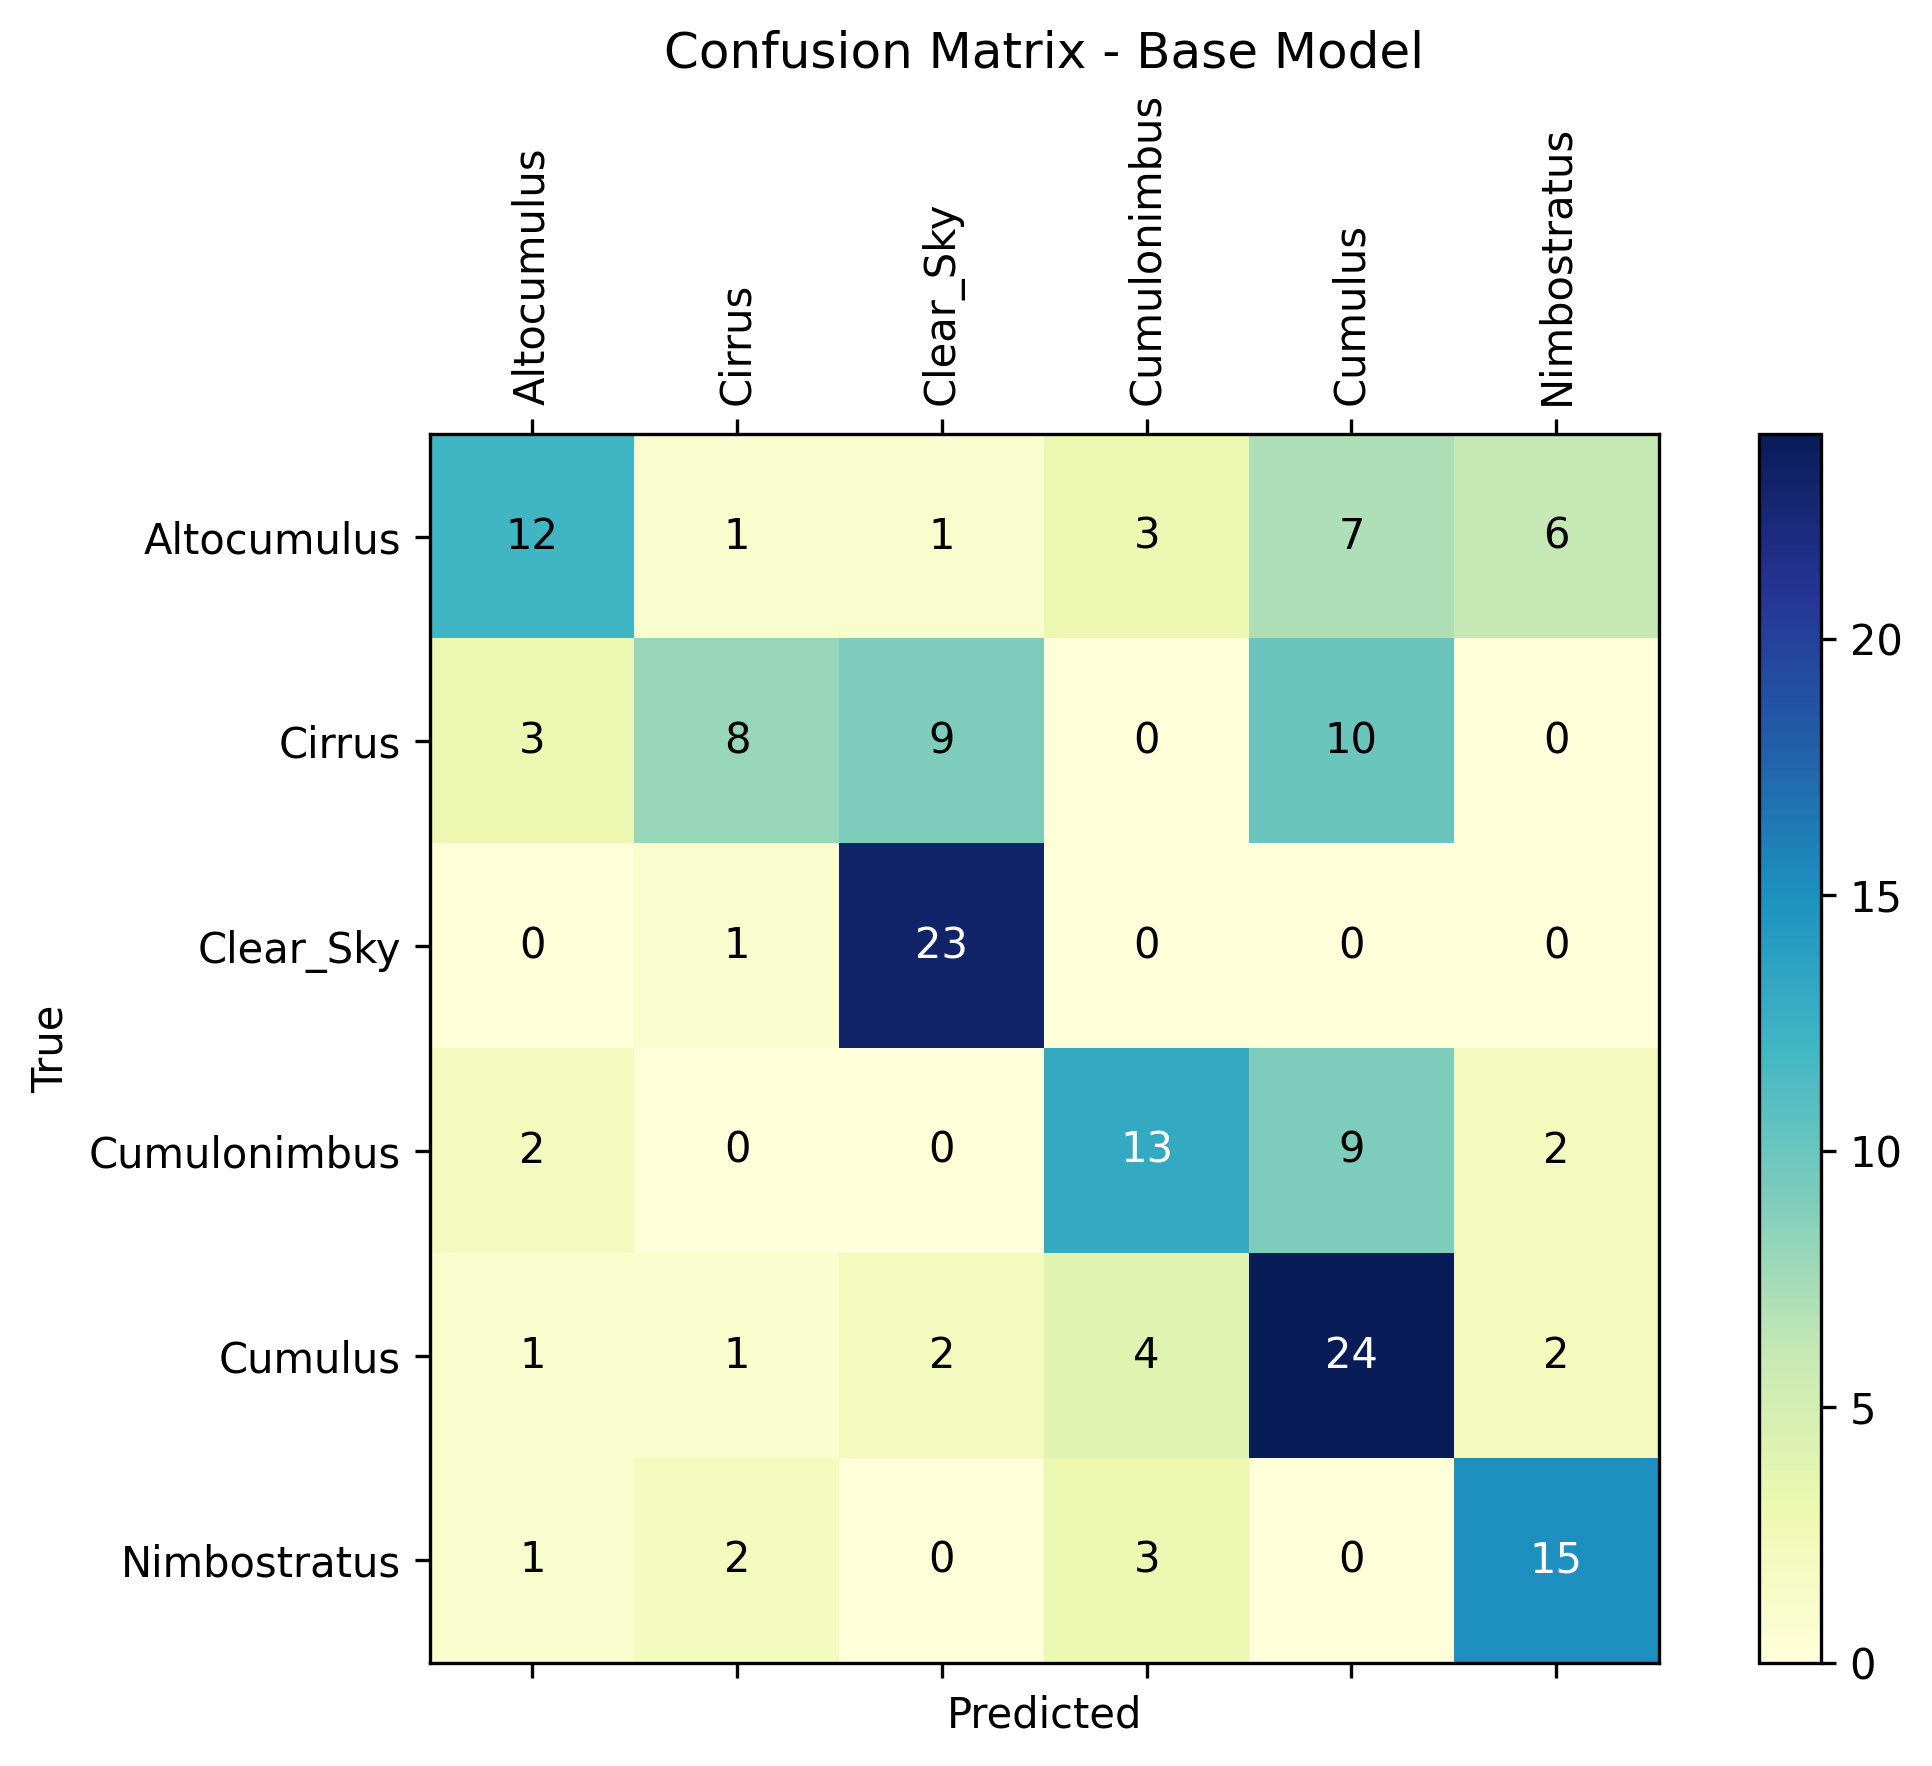 Confusion Matrix - Base Model
Altocumulus
Cirrus
Clear_Sky
Cumulonimbus
Cumulus
Nimbostratus
Altocumulus 12 1 1 3 7 6
Cirrus 3 8 9 0 10 0
Clear_Sky 0 1 23 0 0 0
Cumulonimbus 2 0 0 13 9 2
Cumulus 1 1 2 4 24 2
Nimbostratus 1 2 0 3 0 15
True
Predicted
20
15
10
5
0